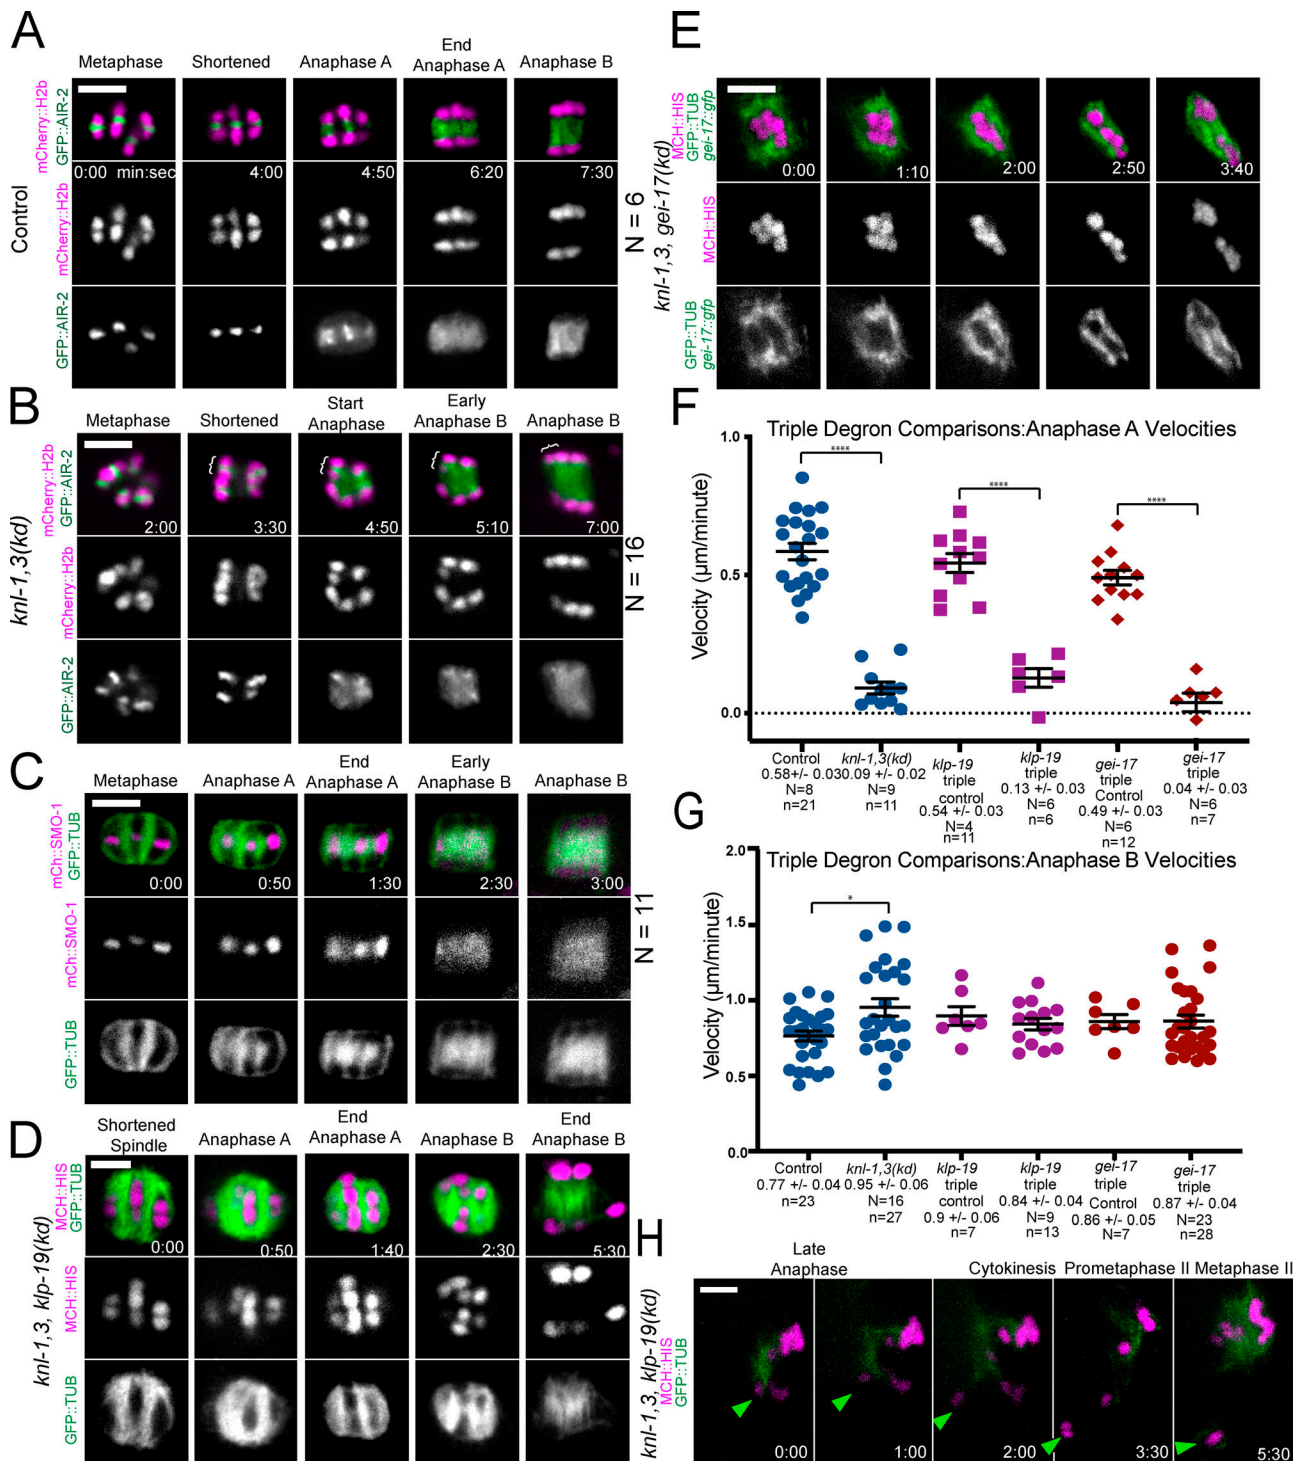 A
Metaphase
Shortened
Anaphase A
End
Anaphase A
Anaphase B
Control
mCherry::H2b
GFP::AIR-2
0:00 min:sec
4:00
4:50
6:20
7:30
mCherry::H2b
GFP::AIR-2
N = 6
B
Metaphase
Shortened
Start
Anaphase
Early
Anaphase B
Anaphase B
knl-1,3(kd)
mCherry::H2b
GFP::AIR-2
{
{
{
{
2:00
3:30
4:50
5:10
7:00
mCherry::H2b
GFP::AIR-2
N = 16
C
Metaphase
Anaphase A
End
Anaphase A
Early
Anaphase B
Anaphase B
mCh::SMO-1
GFP::TUB
0:00
0:50
1:30
2:30
3:00
mCh::SMO-1
GFP::TUB
N = 11
D
Shortened
Spindle
Anaphase A
End
Anaphase A
Anaphase B
End
Anaphase B
knl-1,3, klp-19(kd)
MCH::HIS
GFP::TUB
0:00
0:50
1:40
2:30
5:30
MCH::HIS
GFP::TUB
E
knl-1,3, gei-17(kd)
MCH::HIS
GFP::TUB
gei-17::gfp
0:00
1:10
2:00
2:50
3:40
MCH::HIS
GFP::TUB
gei-17::gfp
F
Triple Degron Comparisons:Anaphase A Velocities
Velocity (µm/minute)
1.0
0.5
0.0
****
****
****
Control
0.58+/- 0.03
N=8
n=21
knl-1,3(kd)
0.09 +/- 0.02
N=9
n=11
klp-19
triple
control
0.54 +/- 0.03
N=4
n=11
klp-19
triple
0.13 +/- 0.03
N=6
n=6
gei-17
triple
Control
0.49 +/- 0.03
N=6
n=12
gei-17
triple
0.04 +/- 0.03
N=6
n=7
G
Triple Degron Comparisons:Anaphase B Velocities
Velocity (µm/minute)
2.0
1.5
1.0
0.5
0.0
*
Control
0.77 +/- 0.04
n=23
knl-1,3(kd)
0.95 +/- 0.06
N=16
n=27
klp-19
triple
control
0.9 +/- 0.06
n=7
klp-19
triple
0.84 +/- 0.04
N=9
n=13
gei-17
triple
Control
0.86 +/- 0.05
N=7
gei-17
triple
0.87 +/- 0.04
N=23
n=28
H
Late
Anaphase
Cytokinesis
Prometaphase II
Metaphase II
knl-1,3, klp-19(kd)
MCH::HIS
GFP::TUB
0:00
1:00
2:00
3:30
5:30